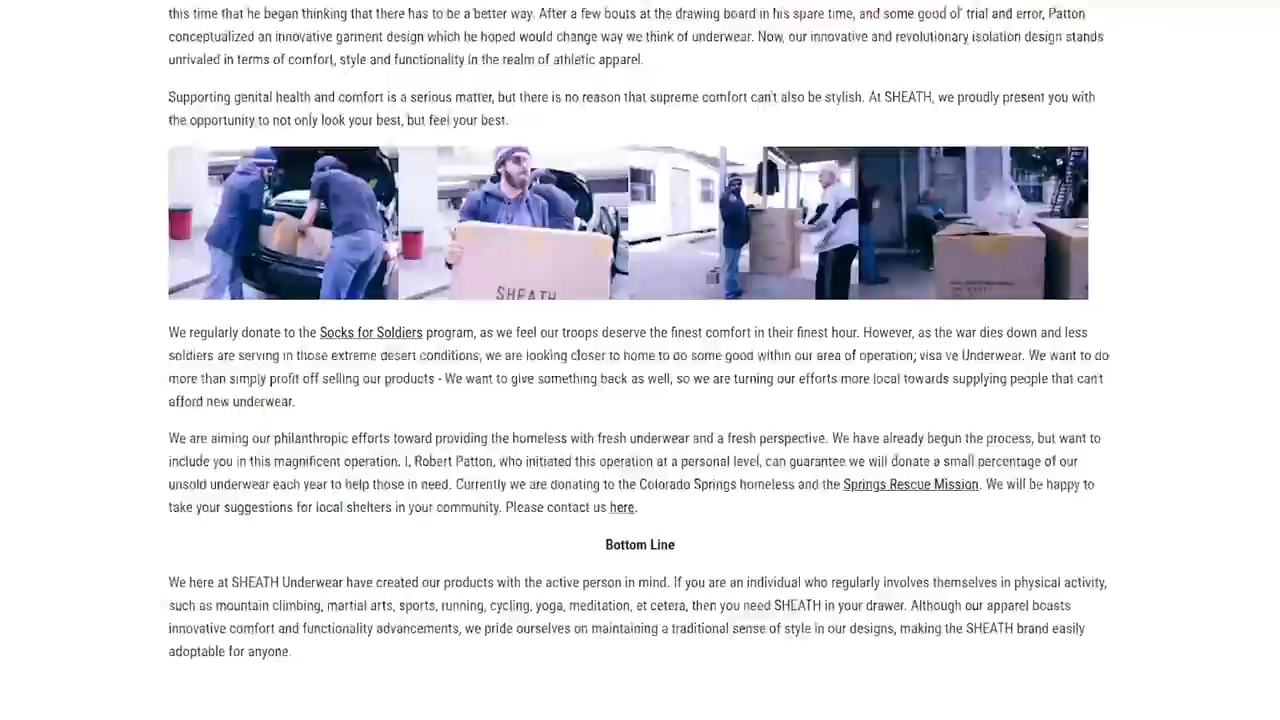 this time that he began thinking that there has to be a better way. After a few bouts at the drawing board in his spare time, and some good ol' trial and error, Patton
conceptualized an innovative garment design which he hoped would change way we think of underwear. Now, our innovative and revolutionary isolation design stands
unrivaled in terms of comfort, style and functionality in the realm of athletic apparel.
Supporting genital health and comfort is a serious matter, but there is no reason that supreme comfort can't also be stylish. At SHEATH, we proudly present you with
the opportunity to not only look your best, but feel your best.
SHEATH
We regularly donate to the Socks for Soldiers program, as we feel our troops deserve the finest comfort in their finest hour. However, as the war dies down and less
soldiers are serving in those extreme desert conditions, we are looking closer to home to do some good within our area of operation; visa ve Underwear. We want to do
more than simply profit off selling our products - We want to give something back as well, so we are turning our efforts more local towards supplying people that can't
afford new underwear.
We are aiming our philanthropic efforts toward providing the homeless with fresh underwear and a fresh perspective. We have already begun the process, but want to
include you in this magnificent operation. I, Robert Patton, who initiated this operation at a personal level, can guarantee we will donate a small percentage of our
unsold underwear each year to help those in need. Currently we are donating to the Colorado Springs homeless and the Springs Rescue Mission. We will be happy to
take your suggestions for local shelters in your community. Please contact us here.
Bottom Line
We here at SHEATH Underwear have created our products with the active person in mind. If you are an individual who regularly involves themselves in physical activity,
such as mountain climbing, martial arts, sports, running, cycling, yoga, meditation, et cetera, then you need SHEATH in your drawer. Although our apparel boasts
innovative comfort and functionality advancements, we pride ourselves on maintaining a traditional sense of style in our designs, making the SHEATH brand easily
adoptable for anyone.